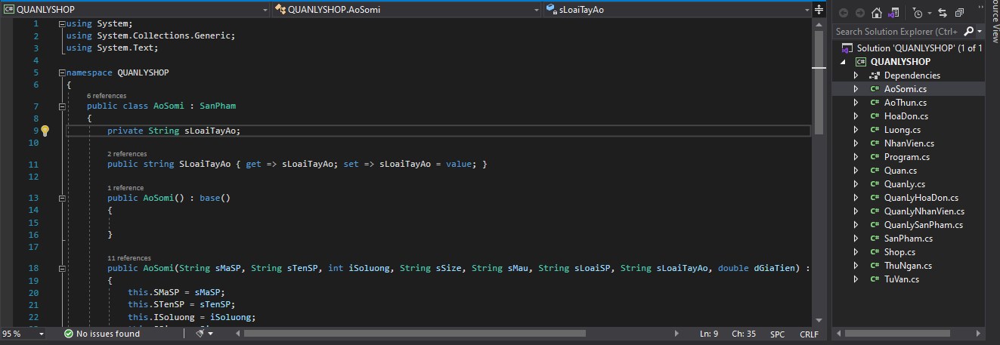 QUANLYSHOP
QUANLYSHOP.AoSomi
sLoaiTayAo
1 using System;
2 using System.Collections.Generic;
3 using System.Text;
4
5 namespace QUANLYSHOP
6 {
6 references
7 public class AoSomi : SanPham
8 {
9 private String sLoaiTayAo;
10
2 references
11 public string SLoaiTayAo { get => sLoaiTayAo; set => sLoaiTayAo = value; }
12
1 reference
13 public AoSomi() : base()
14 {
15
16 }
17
11 references
18 public AoSomi(String sMaSP, String sTenSP, int iSoluong, String sSize, String sMau, String sLoaiSP, String sLoaiTayAo, double dGiaTien) :
19 {
20 this.SMaSP = sMaSP;
21 this.STenSP = sTenSP;
22 this.ISoluong = iSoluong;
95 %
No issues found
Ln: 9 Ch: 35 SPC CRLF
Search Solution Explorer (Ctrl+
Solution 'QUANLYSHOP' (1 of 1
QUANLYSHOP
Dependencies
C# AoSomi.cs
C# AoThun.cs
C# HoaDon.cs
C# Luong.cs
C# NhanVien.cs
C# Program.cs
C# Quan.cs
C# QuanLy.cs
C# QuanLyHoaDon.cs
C# QuanLyNhanVien.cs
C# QuanLySanPham.cs
C# SanPham.cs
C# Shop.cs
C# ThuNgan.cs
C# TuVan.cs
ource View